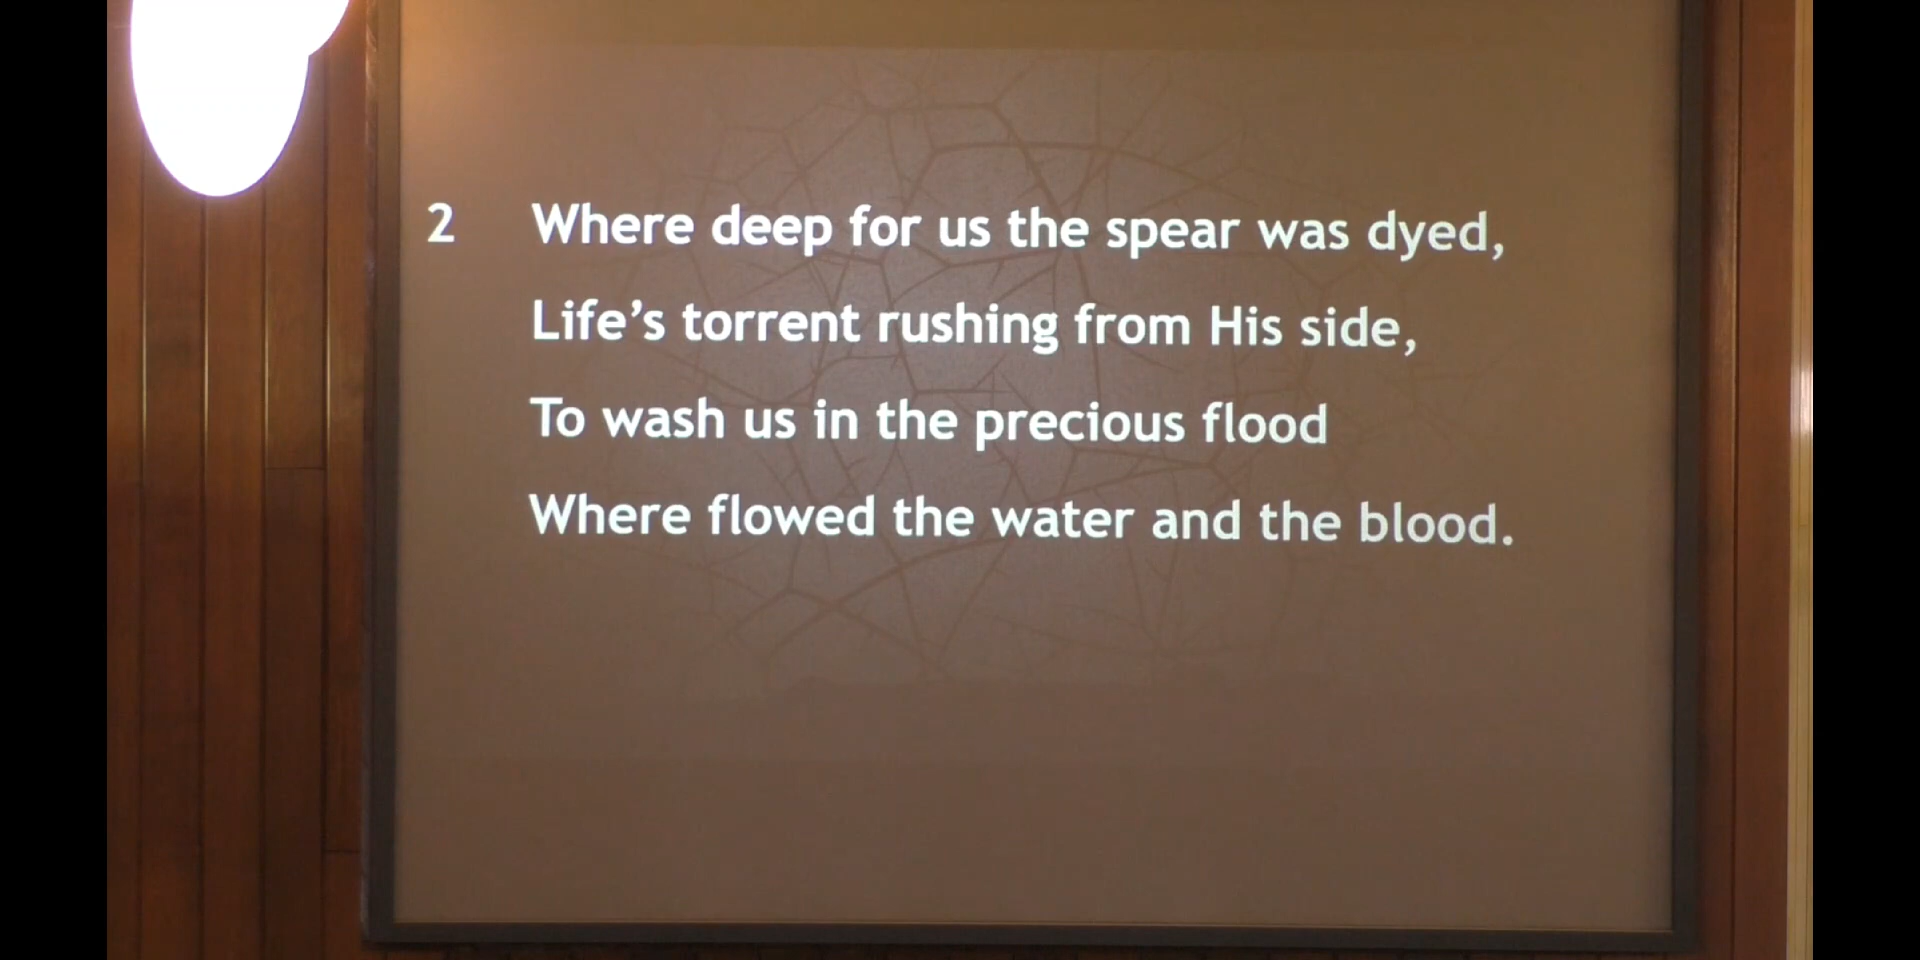 2 Where deep for us the spear was dyed,
Life’s torrent rushing from His side,
To wash us in the precious flood
Where flowed the water and the blood.